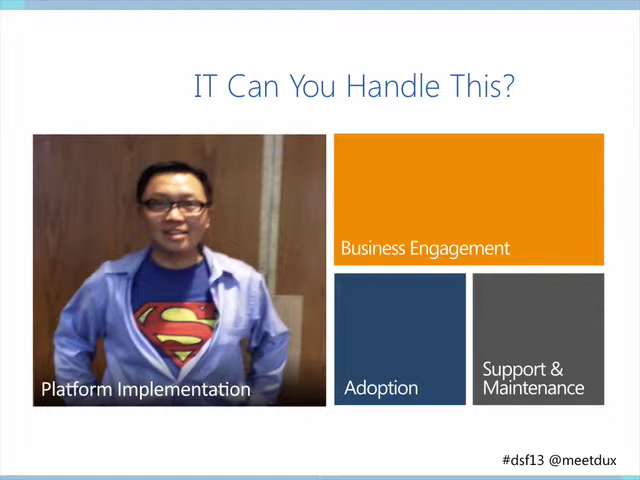 IT Can You Handle This?
Business Engagement
Platform Implementation
Adoption
Support &
Maintenance
#dsf13 @meetdux